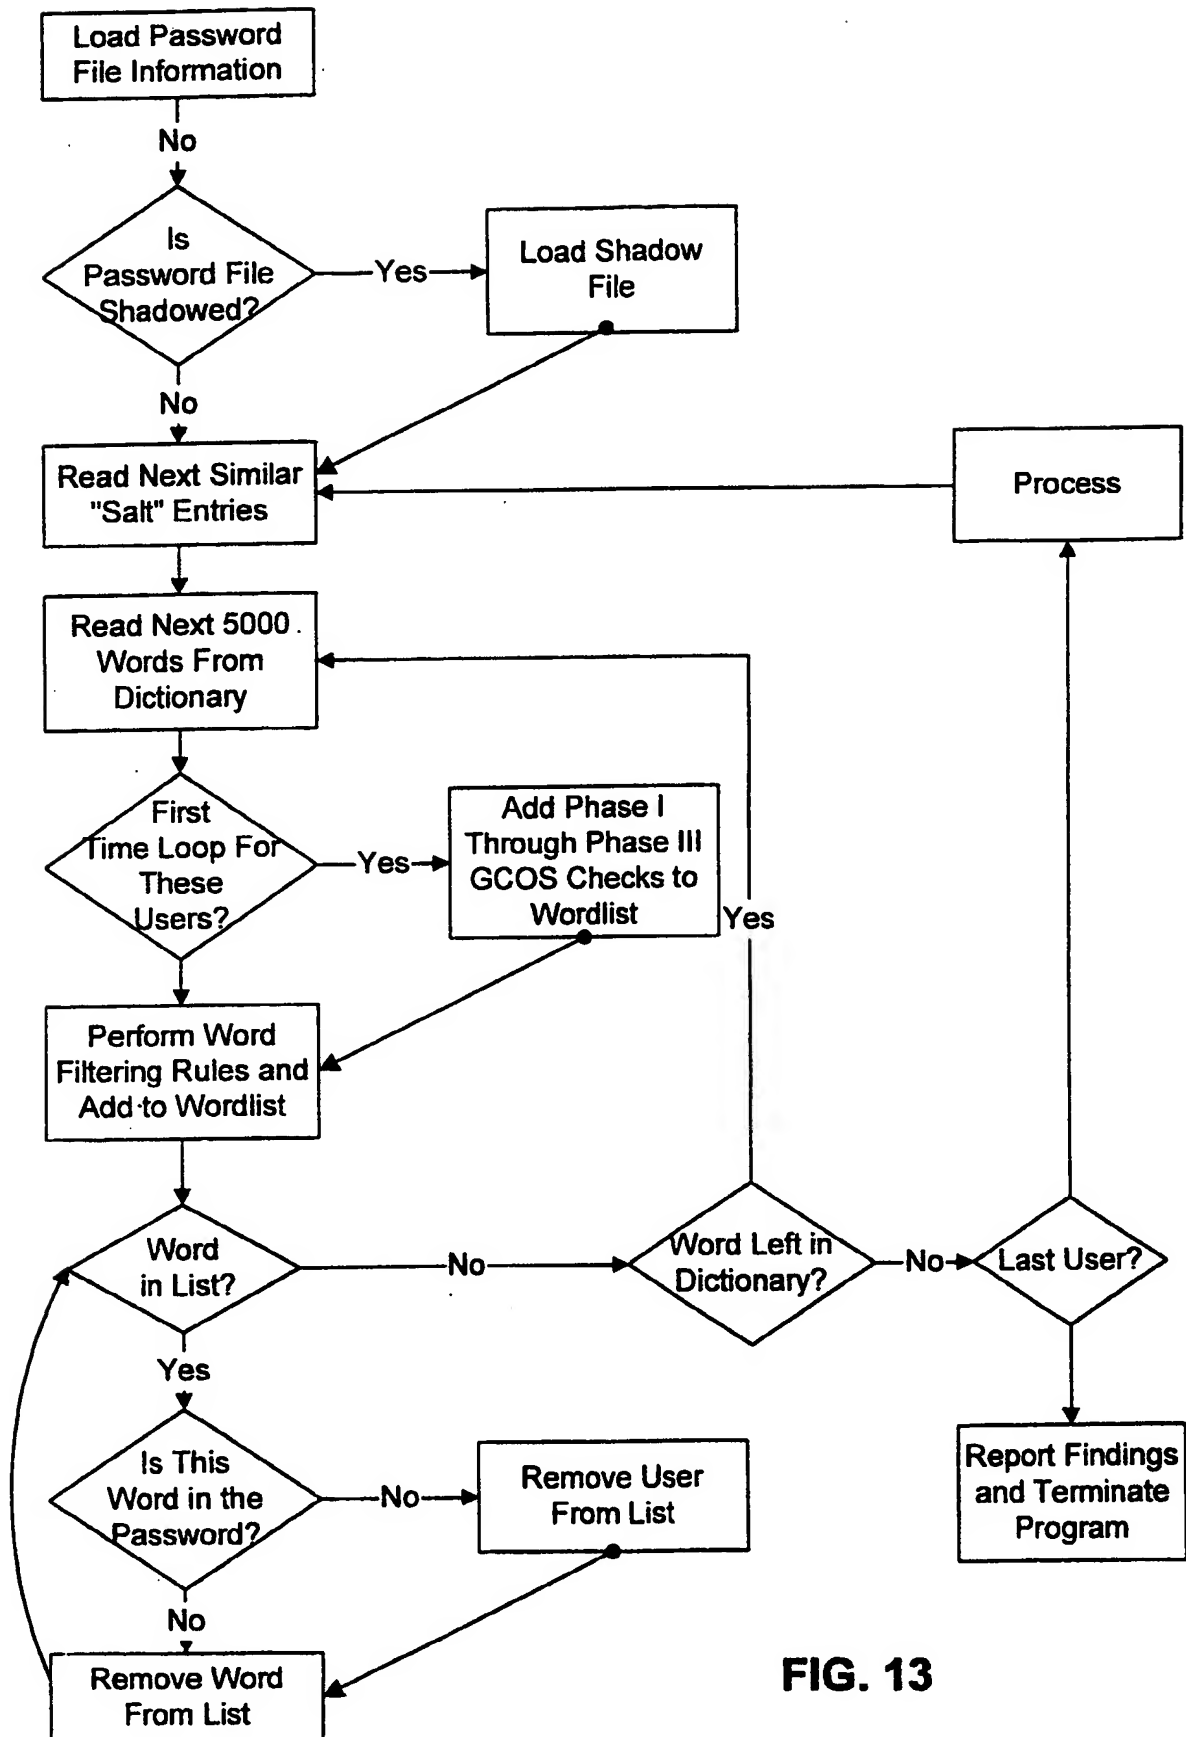 Load Password
File Information
No
Is
Password File
Shadowed?
Yes
Load Shadow
File
No
Read Next Similar
"Salt" Entries
Process
Read Next 5000
Words From
Dictionary
First
Time Loop For
These
Users?
Yes
Add Phase I
Through Phase III
GCOS Checks to
Wordlist
Yes
Perform Word
Filtering Rules and
Add to Wordlist
Word
in List?
No
Word Left in
Dictionary?
No
Last User?
Yes
Is This
Word in the
Password?
No
Remove User
From List
Report Findings
and Terminate
Program
No
Remove Word
From List
FIG. 13